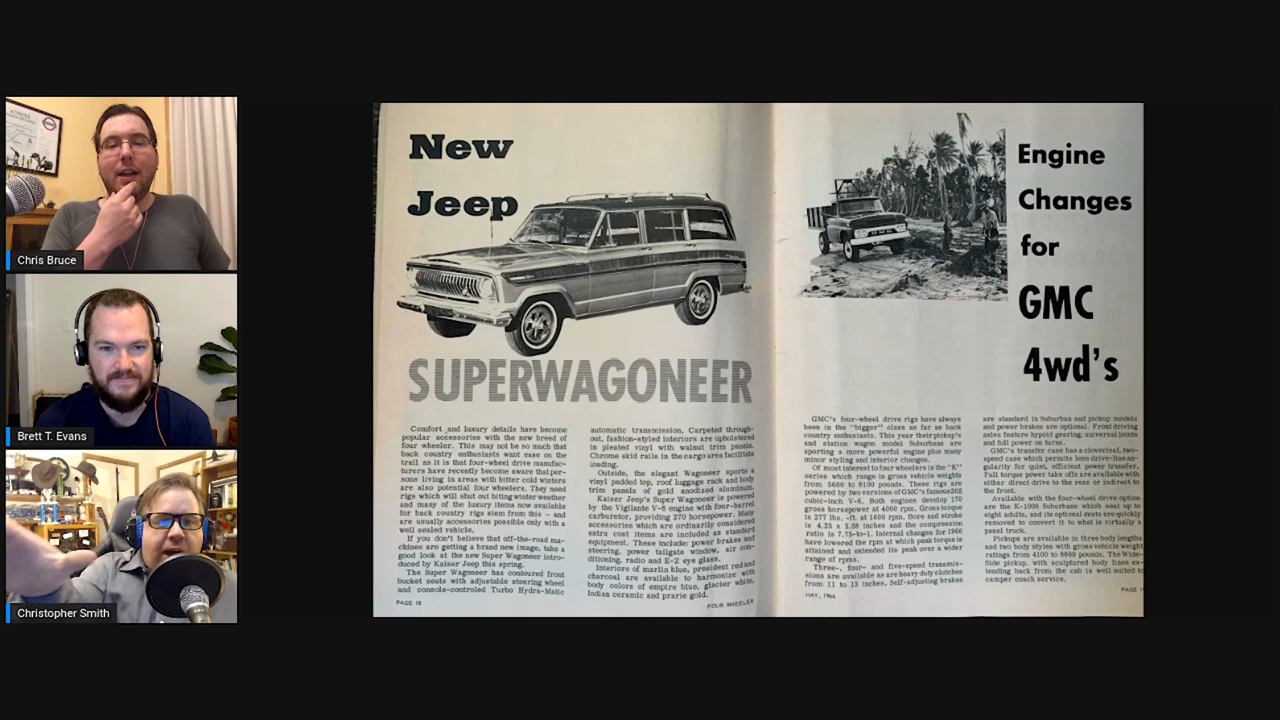 Chris Bruce
Brett T. Evans
Christopher Smith
New
Jeep
SUPERWAGONEER
Comfort and luxury details have become
popular accessories with the new breed of
four wheeler. This may not be so much that
back country enthusiasts want ease on the
trail as it is that four-wheel drive manufac-
turers have recently become aware that per-
sons living in areas with bitter cold winters
are also potential four wheelers. They need
rigs which will shut out biting winter weather
and many of the luxury items now available
for back country rigs stem from this - and
are usually accessories possible only with a
well sealed vehicle.
If you don't believe that off-the-road ma-
chines are getting a brand new image, take a
good look at the new Super Wagoneer intro-
duced by Kaiser Jeep this spring.
The Super Wagoneer has contoured front
bucket seats with adjustable steering wheel
and console-controled Turbo Hydra-Matic
PAGE 18
automatic transmission. Carpeted through-
out, fashion-styled interiors are upholstered
in pleated vinyl with walnut trim panels.
Chrome skid rails in the cargo area facilitate
loading.
Outside, the elegant Wagoneer sports a
vinyl padded top, roof luggage rack and body
trim panels of gold anodized aluminum.
Kaiser Jeep's Super Wagoneer is powered
by the Vigilante V-8 engine with four-barrel
carburetor, providing 270 horsepower. Many
accessories which are ordinarily considered
extra cost items are included as standard
equipment. These include: power brakes and
steering, power tailgate window, air con-
ditioning, radio and E-Z eye glass.
Interiors of marlin blue, president red and
charcoal are available to harmonize with
body colors of empire blue, glacier white,
Indian ceramic and prarie gold.
FOUR WHEELER
Engine
Changes
for
GMC
4wd's
GMC's four-wheel drive rigs have always
been in the "bigger" class as far as back
country enthusiasts. This year their pickup's
and station wagon model Suburbans are
sporting a more powerful engine plus many
minor styling and interior changes.
Of most interest to four wheelers is the "K"
series which range in gross vehicle weights
from 5600 to 8100 pounds. These rigs are
powered by two versions of GMC's famous 305
cubic-inch V-6. Both engines develop 170
gross horsepower at 4000 rpm. Gross torque
is 277 lbs. -ft. at 1600 rpm. Bore and stroke
is 4.25 x 3.58 inches and the compression
ratio is 7.75-to-1. Internal changes for 1966
have lowered the rpm at which peak torque is
attained and extended its peak over a wider
range of rpms.
Three-, four- and five-speed transmis-
sions are available as are heavy duty clutches
from 11 to 13 inches. Self-adjusting brakes
MAY, 1966
are standard in Suburban and pickup models
and power brakes are optional. Front driving
axles feature hypoid gearing, universal joints
and full power on turns.
GMC's transfer case has a cloverleaf, two-
speed case which permits less drive-line an-
gularity for quiet, efficient power transfer.
Full torque power take offs are available with
either direct drive to the rear or indirect to
the front.
Available with the four-wheel drive option
are the K-1000 Suburbans which seat up to
eight adults, and its optional seats are quickly
removed to convert it to what is virtually a
panel truck.
Pickups are available in three body lengths
and two body styles with gross vehicle weight
ratings from 4100 to 8860 pounds. The Wide-
Side pickup, with sculptured body lines ex-
tending back from the cab is well suited to
camper coach service.
PAGE